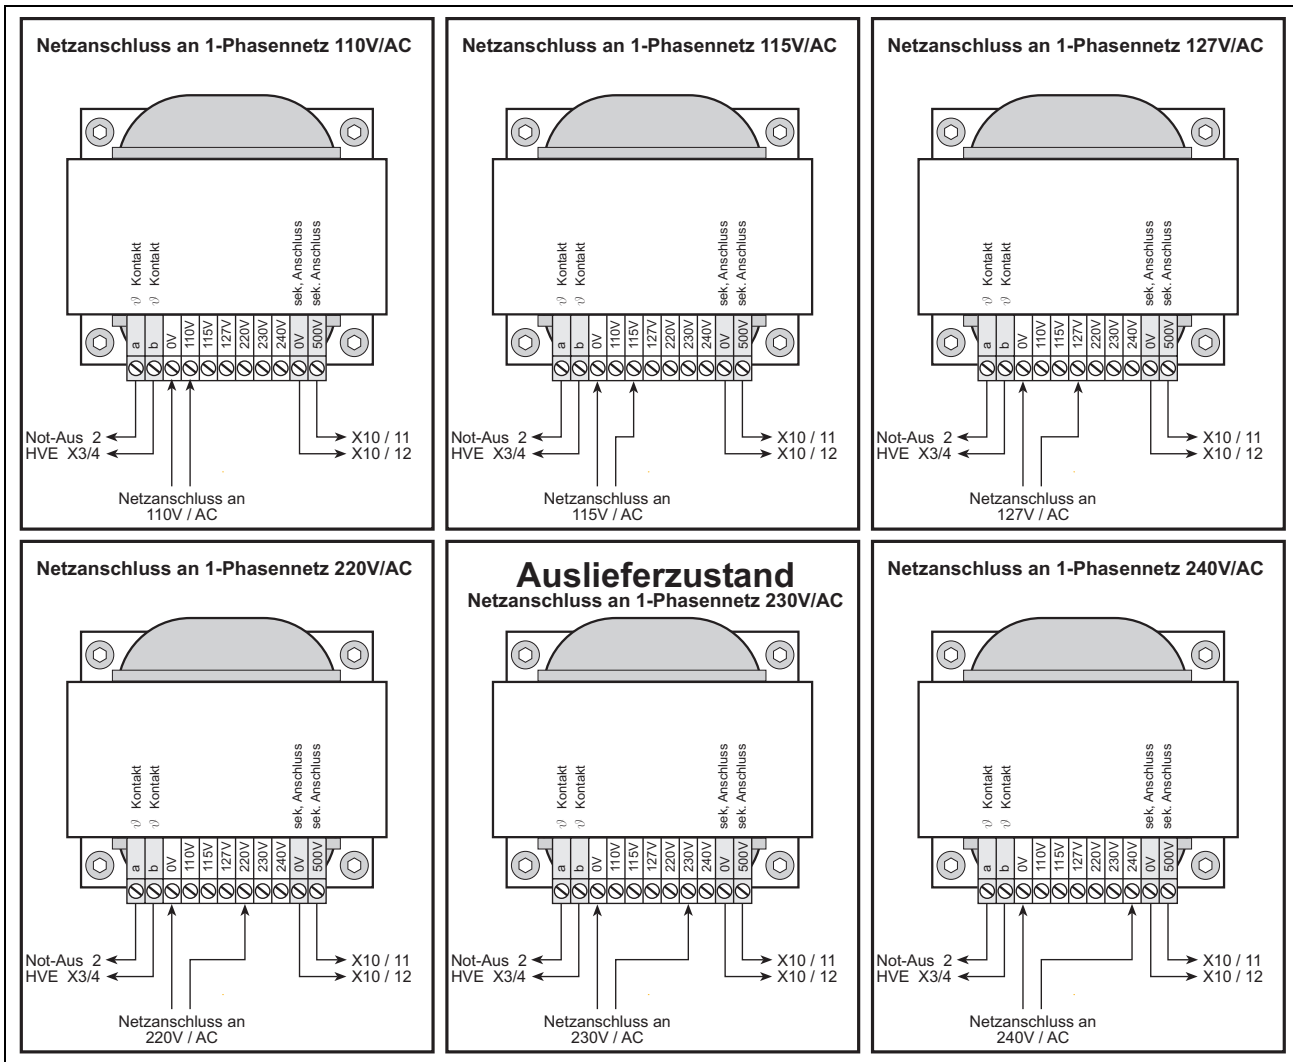 Netzanschluss an 1-Phasennetz 110V/AC
ϑ Kontakt
ϑ Kontakt
sek, Anschluss
sek. Anschluss
a b 0V 110V 115V 127V 220V 230V 240V 0V 500V
Not-Aus 2
HVE X3/4
X10 / 11
X10 / 12
Netzanschluss an
110V / AC
Netzanschluss an 1-Phasennetz 115V/AC
ϑ Kontakt
ϑ Kontakt
sek, Anschluss
sek. Anschluss
a b 0V 110V 115V 127V 220V 230V 240V 0V 500V
Not-Aus 2
HVE X3/4
X10 / 11
X10 / 12
Netzanschluss an
115V / AC
Netzanschluss an 1-Phasennetz 127V/AC
ϑ Kontakt
ϑ Kontakt
sek, Anschluss
sek. Anschluss
a b 0V 110V 115V 127V 220V 230V 240V 0V 500V
Not-Aus 2
HVE X3/4
X10 / 11
X10 / 12
Netzanschluss an
127V / AC
Netzanschluss an 1-Phasennetz 220V/AC
ϑ Kontakt
ϑ Kontakt
sek, Anschluss
sek. Anschluss
a b 0V 110V 115V 127V 220V 230V 240V 0V 500V
Not-Aus 2
HVE X3/4
X10 / 11
X10 / 12
Netzanschluss an
220V / AC
Auslieferzustand
Netzanschluss an 1-Phasennetz 230V/AC
ϑ Kontakt
ϑ Kontakt
sek, Anschluss
sek. Anschluss
a b 0V 110V 115V 127V 220V 230V 240V 0V 500V
Not-Aus 2
HVE X3/4
X10 / 11
X10 / 12
Netzanschluss an
230V / AC
Netzanschluss an 1-Phasennetz 240V/AC
ϑ Kontakt
ϑ Kontakt
sek, Anschluss
sek. Anschluss
a b 0V 110V 115V 127V 220V 230V 240V 0V 500V
Not-Aus 2
HVE X3/4
X10 / 11
X10 / 12
Netzanschluss an
240V / AC